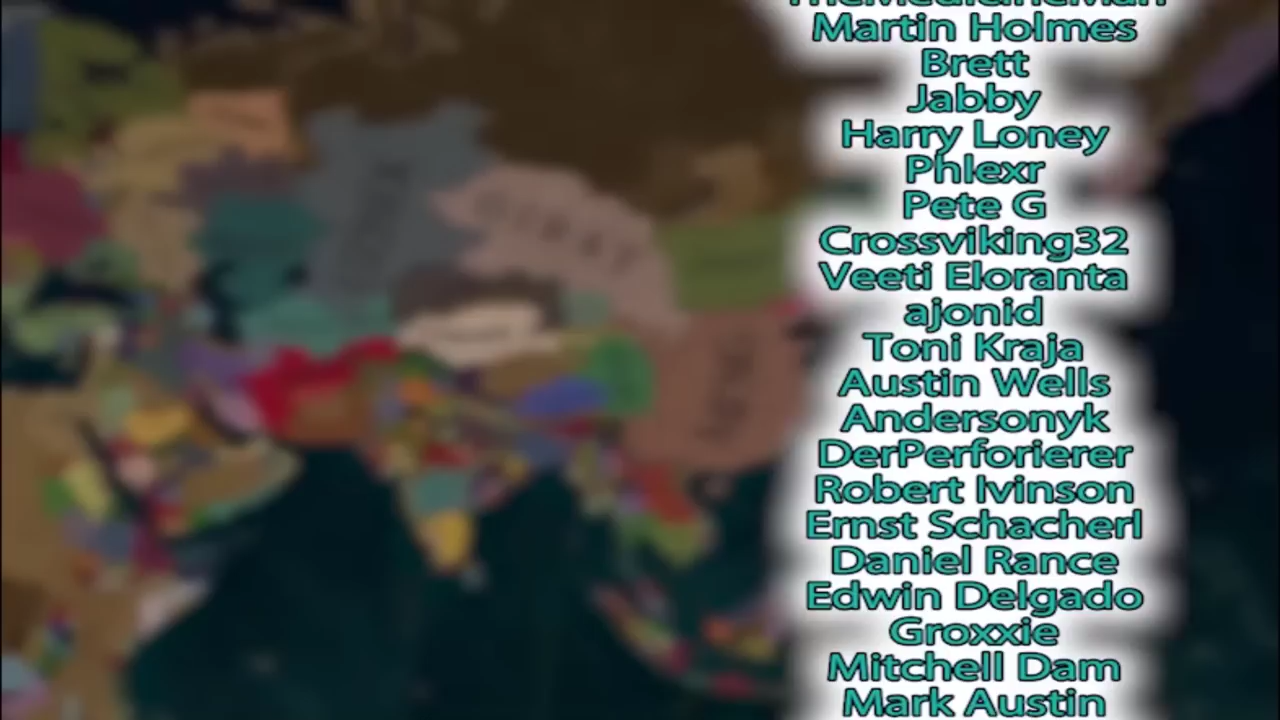 TheMedicineMan
Martin Holmes
Brett
Jabby
Harry Loney
Phlexr
Pete G
Crossviking32
Veeti Eloranta
ajonid
Toni Kraja
Austin Wells
Andersonyk
DerPerforierer
Robert Ivinson
Ernst Schacherl
Daniel Rance
Edwin Delgado
Groxxie
Mitchell Dam
Mark Austin